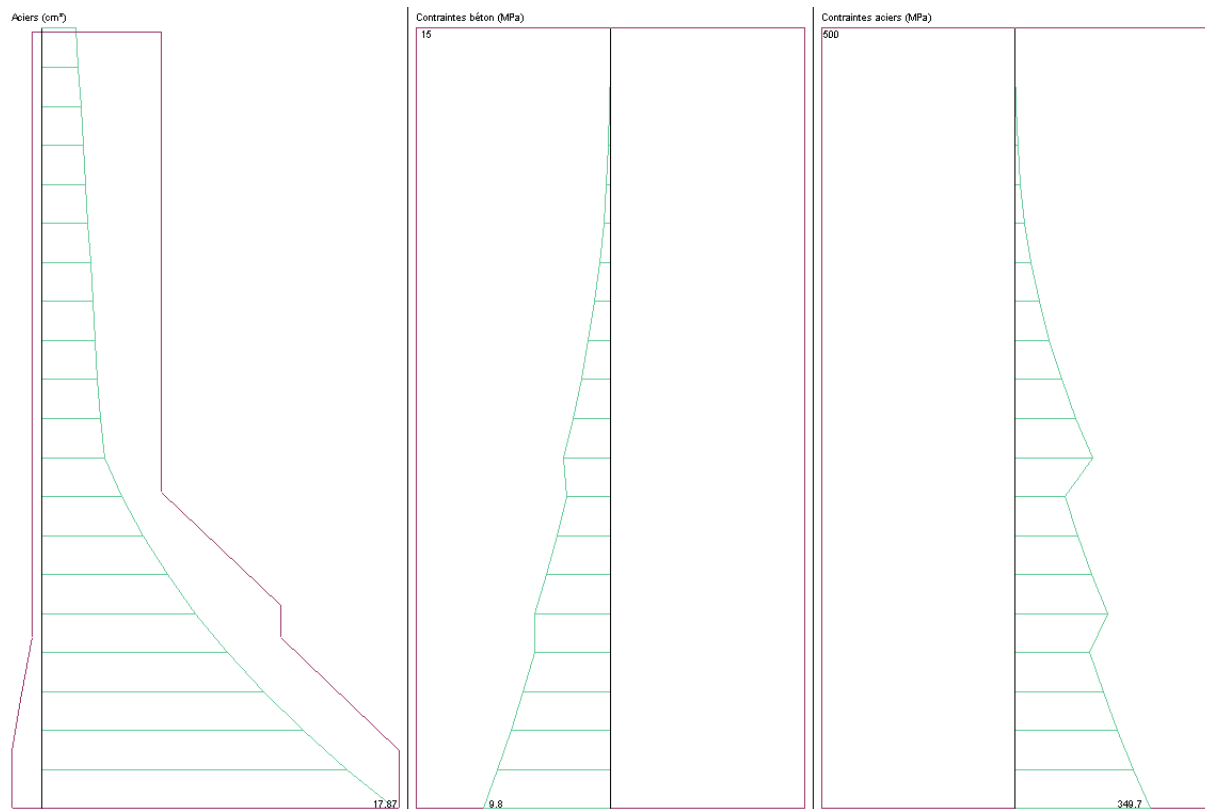 Aciers (cm²)
Contraintes béton (MPa)
Contraintes aciers (MPa)
15
500
17.87
9.8
349.7